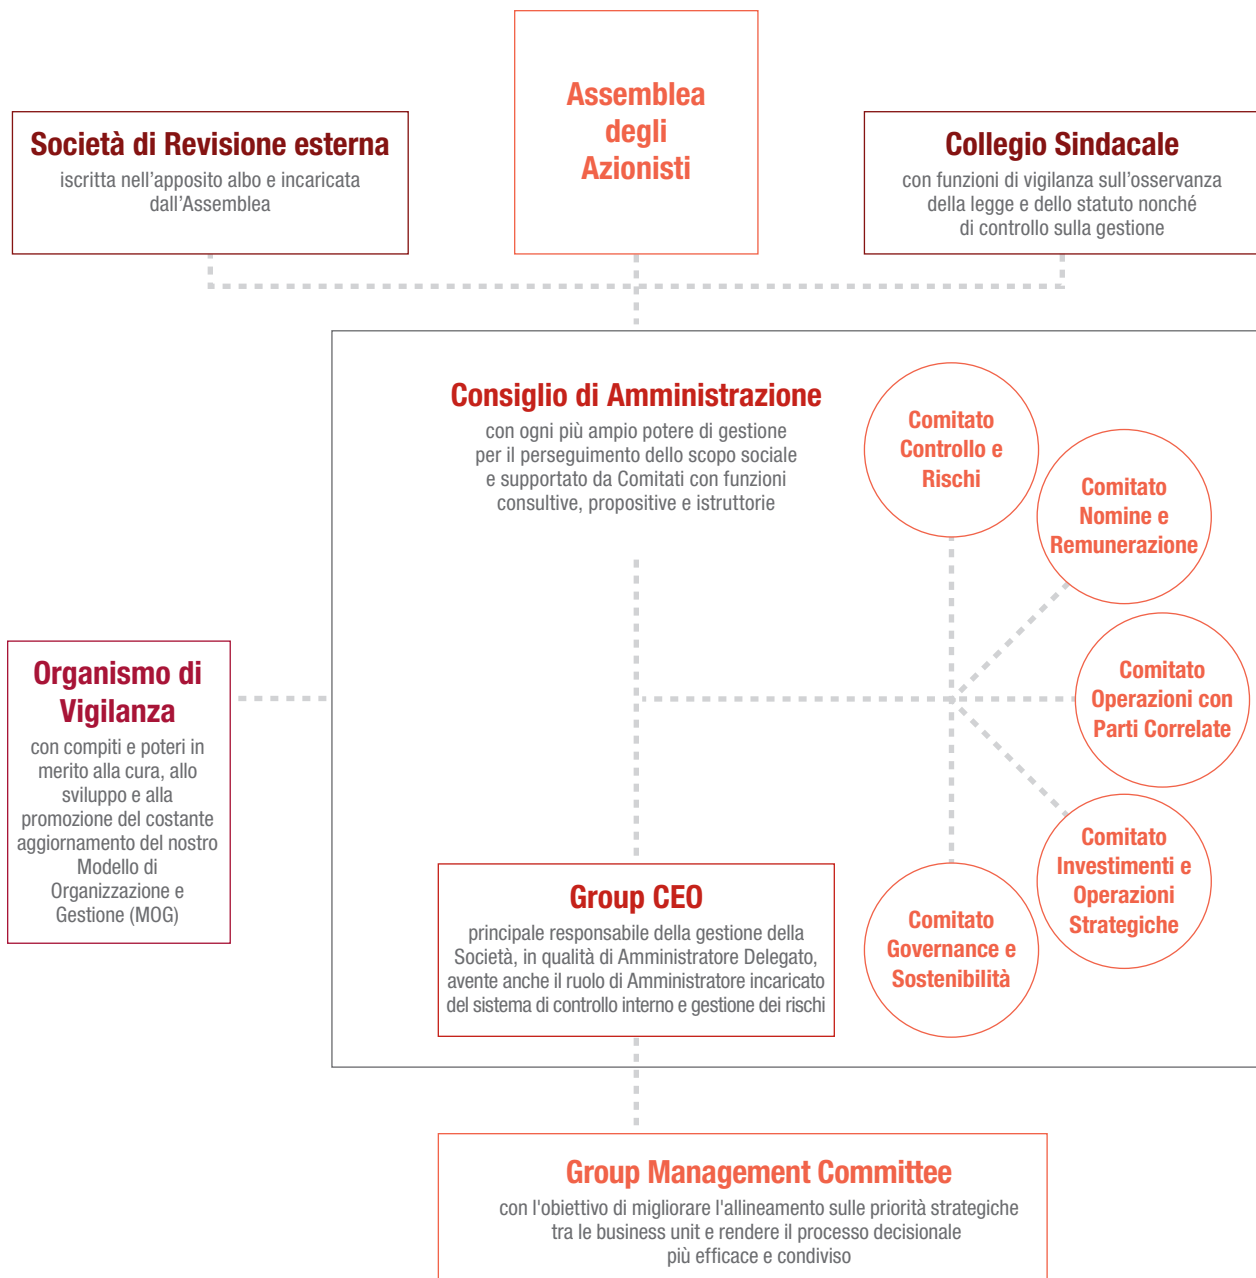 Assemblea
degli
Azionisti
Società di Revisione esterna
iscritta nell'apposito albo e incaricata
dall'Assemblea
Collegio Sindacale
con funzioni di vigilanza sull'osservanza
della legge e dello statuto nonché
di controllo sulla gestione
Consiglio di Amministrazione
con ogni più ampio potere di gestione
per il perseguimento dello scopo sociale
e supportato da Comitati con funzioni
consultive, propositive e istruttorie
Comitato
Controllo e
Rischi
Comitato
Nomine e
Remunerazione
Comitato
Operazioni con
Parti Correlate
Comitato
Investimenti e
Operazioni
Strategiche
Comitato
Governance e
Sostenibilità
Organismo di
Vigilanza
con compiti e poteri in
merito alla cura, allo
sviluppo e alla
promozione del costante
aggiornamento del nostro
Modello di
Organizzazione e
Gestione (MOG)
Group CEO
principale responsabile della gestione della
Società, in qualità di Amministratore Delegato,
avente anche il ruolo di Amministratore incaricato
del sistema di controllo interno e gestione dei rischi
Group Management Committee
con l'obiettivo di migliorare l'allineamento sulle priorità strategiche
tra le business unit e rendere il processo decisionale
più efficace e condiviso